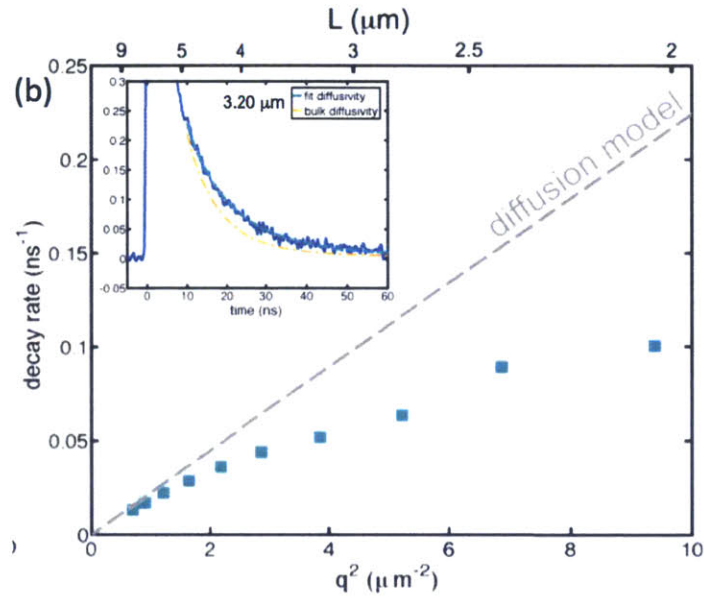 L (μm)
9 5 4 3 2.5 2
(b)
0.25
0.2
0.15
0.1
0.05
0
decay rate (ns-1)
0.3
0.25
0.2
0.15
0.1
0.05
0
-0.05
3.20 μm
fit diffusivity
bulk diffusivity
0 10 20 30 40 50 60
time (ns)
diffusion model
0 2 4 6 8 10
q2 (μm-2)
)